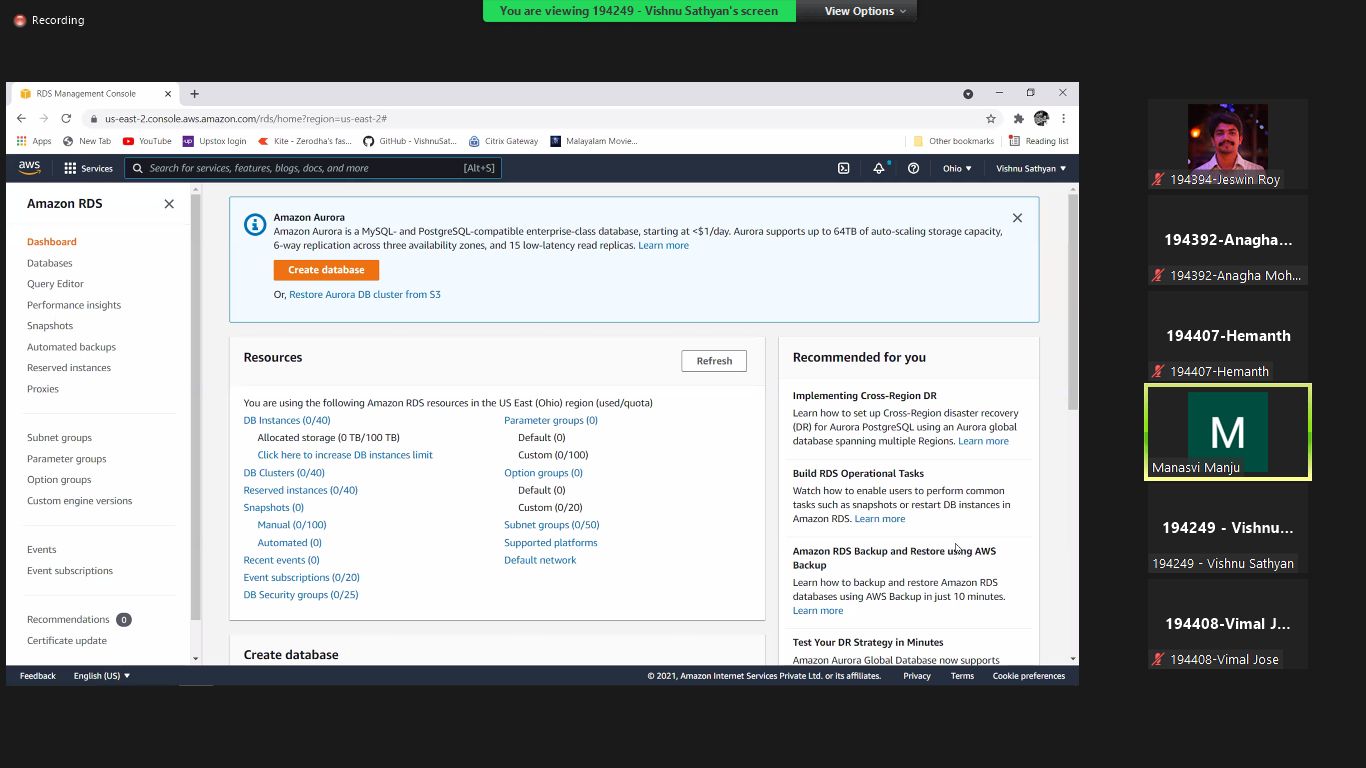 Recording
You are viewing 194249 - Vishnu Sathyan's screen
View Options
RDS Management Console
us-east-2.console.aws.amazon.com/rds/home?region=us-east-2#
Apps
New Tab
YouTube
up
Upstox login
Kite - Zerodha's fas...
GitHub - VishnuSat...
Citrix Gateway
Malayalam Movie...
Other bookmarks
Reading list
aws
Services
Search for services, features, blogs, docs, and more
[Alt+S]
Ohio
Vishnu Sathyan
Amazon RDS
Dashboard
Databases
Query Editor
Performance insights
Snapshots
Automated backups
Reserved instances
Proxies
Subnet groups
Parameter groups
Option groups
Custom engine versions
Events
Event subscriptions
Recommendations 0
Certificate update
Amazon Aurora
Amazon Aurora is a MySQL- and PostgreSQL-compatible enterprise-class database, starting at <$1/day. Aurora supports up to 64TB of auto-scaling storage capacity,
6-way replication across three availability zones, and 15 low-latency read replicas. Learn more
Create database
Or, Restore Aurora DB cluster from S3
Resources
Refresh
You are using the following Amazon RDS resources in the US East (Ohio) region (used/quota)
DB Instances (0/40)
Allocated storage (0 TB/100 TB)
Click here to increase DB instances limit
DB Clusters (0/40)
Reserved instances (0/40)
Snapshots (0)
Manual (0/100)
Automated (0)
Recent events (0)
Event subscriptions (0/20)
DB Security groups (0/25)
Parameter groups (0)
Default (0)
Custom (0/100)
Option groups (0)
Default (0)
Custom (0/20)
Subnet groups (0/50)
Supported platforms
Default network
Create database
Recommended for you
Implementing Cross-Region DR
Learn how to set up Cross-Region disaster recovery
(DR) for Aurora PostgreSQL using an Aurora global
database spanning multiple Regions. Learn more
Build RDS Operational Tasks
Watch how to enable users to perform common
tasks such as snapshots or restart DB instances in
Amazon RDS. Learn more
Amazon RDS Backup and Restore using AWS
Backup
Learn how to backup and restore Amazon RDS
databases using AWS Backup in just 10 minutes.
Learn more
Test Your DR Strategy in Minutes
Amazon Aurora Global Database now supports
Feedback
English (US)
© 2021, Amazon Internet Services Private Ltd. or its affiliates.
Privacy
Terms
Cookie preferences
194394-Jeswin Roy
194392-Anagha...
194392-Anagha Moh...
194407-Hemanth
194407-Hemanth
M
Manasvi Manju
194249 - Vishnu...
194249 - Vishnu Sathyan
194408-Vimal J...
194408-Vimal Jose